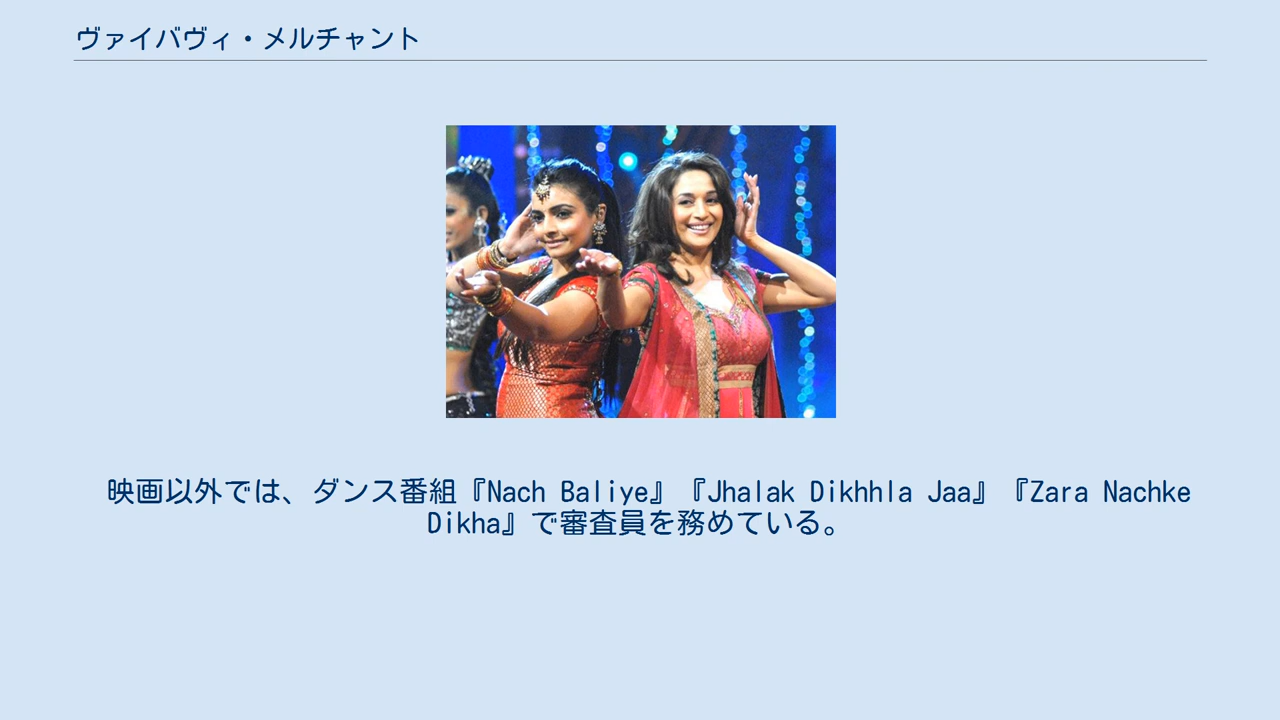 ヴァイバヴィ・メルチャント
映画以外では、ダンス番組『Nach Baliye』『Jhalak Dikhhla Jaa』『Zara Nachke
Dikha』で審査員を務めている。